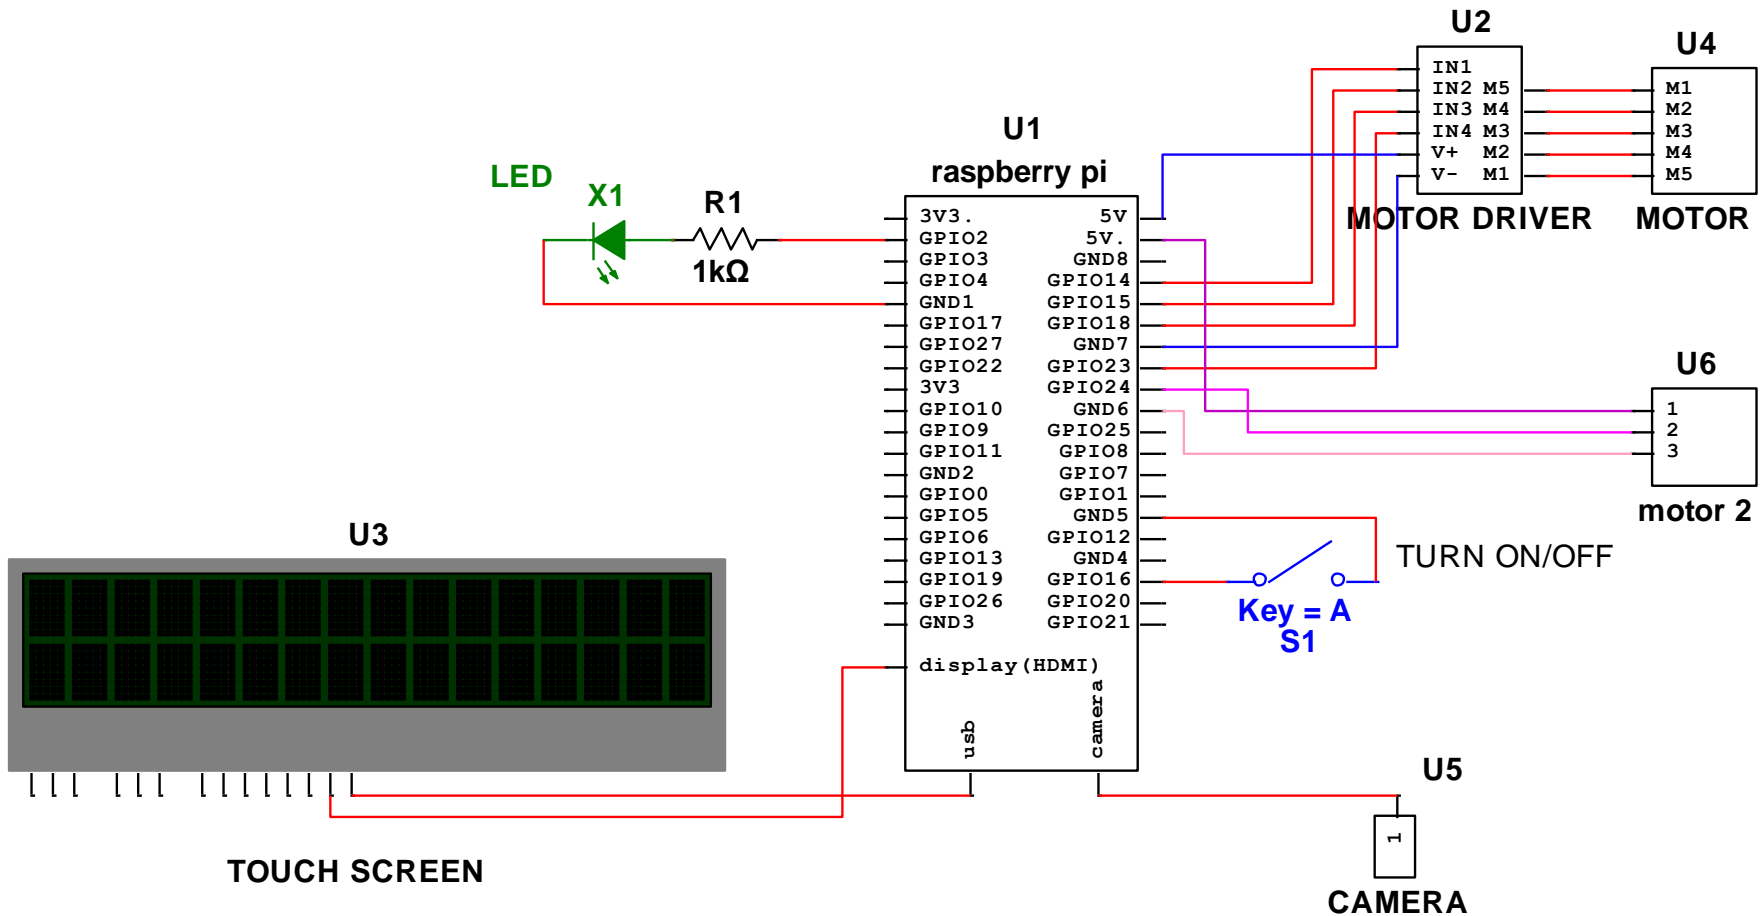 U2
U4
IN1
IN2 M5
IN3 M4
IN4 M3
V+ M2
V- M1
M1
M2
M3
M4
M5
MOTOR DRIVER
MOTOR
U1
raspberry pi
LED
X1
R1
1kΩ
3V3. 5V
GPIO2 5V.
GPIO3 GND8
GPIO4 GPIO14
GND1 GPIO15
GPIO17 GPIO18
GPIO27 GND7
GPIO22 GPIO23
3V3 GPIO24
GPIO10 GND6
GPIO9 GPIO25
GPIO11 GPIO8
GND2 GPIO7
GPIO0 GPIO1
GPIO5 GND5
GPIO6 GPIO12
GPIO13 GND4
GPIO19 GPIO16
GPIO26 GPIO20
GND3 GPIO21
display(HDMI)
usb
camera
U6
1
2
3
motor 2
TURN ON/OFF
Key = A
S1
U3
TOUCH SCREEN
U5
1
CAMERA